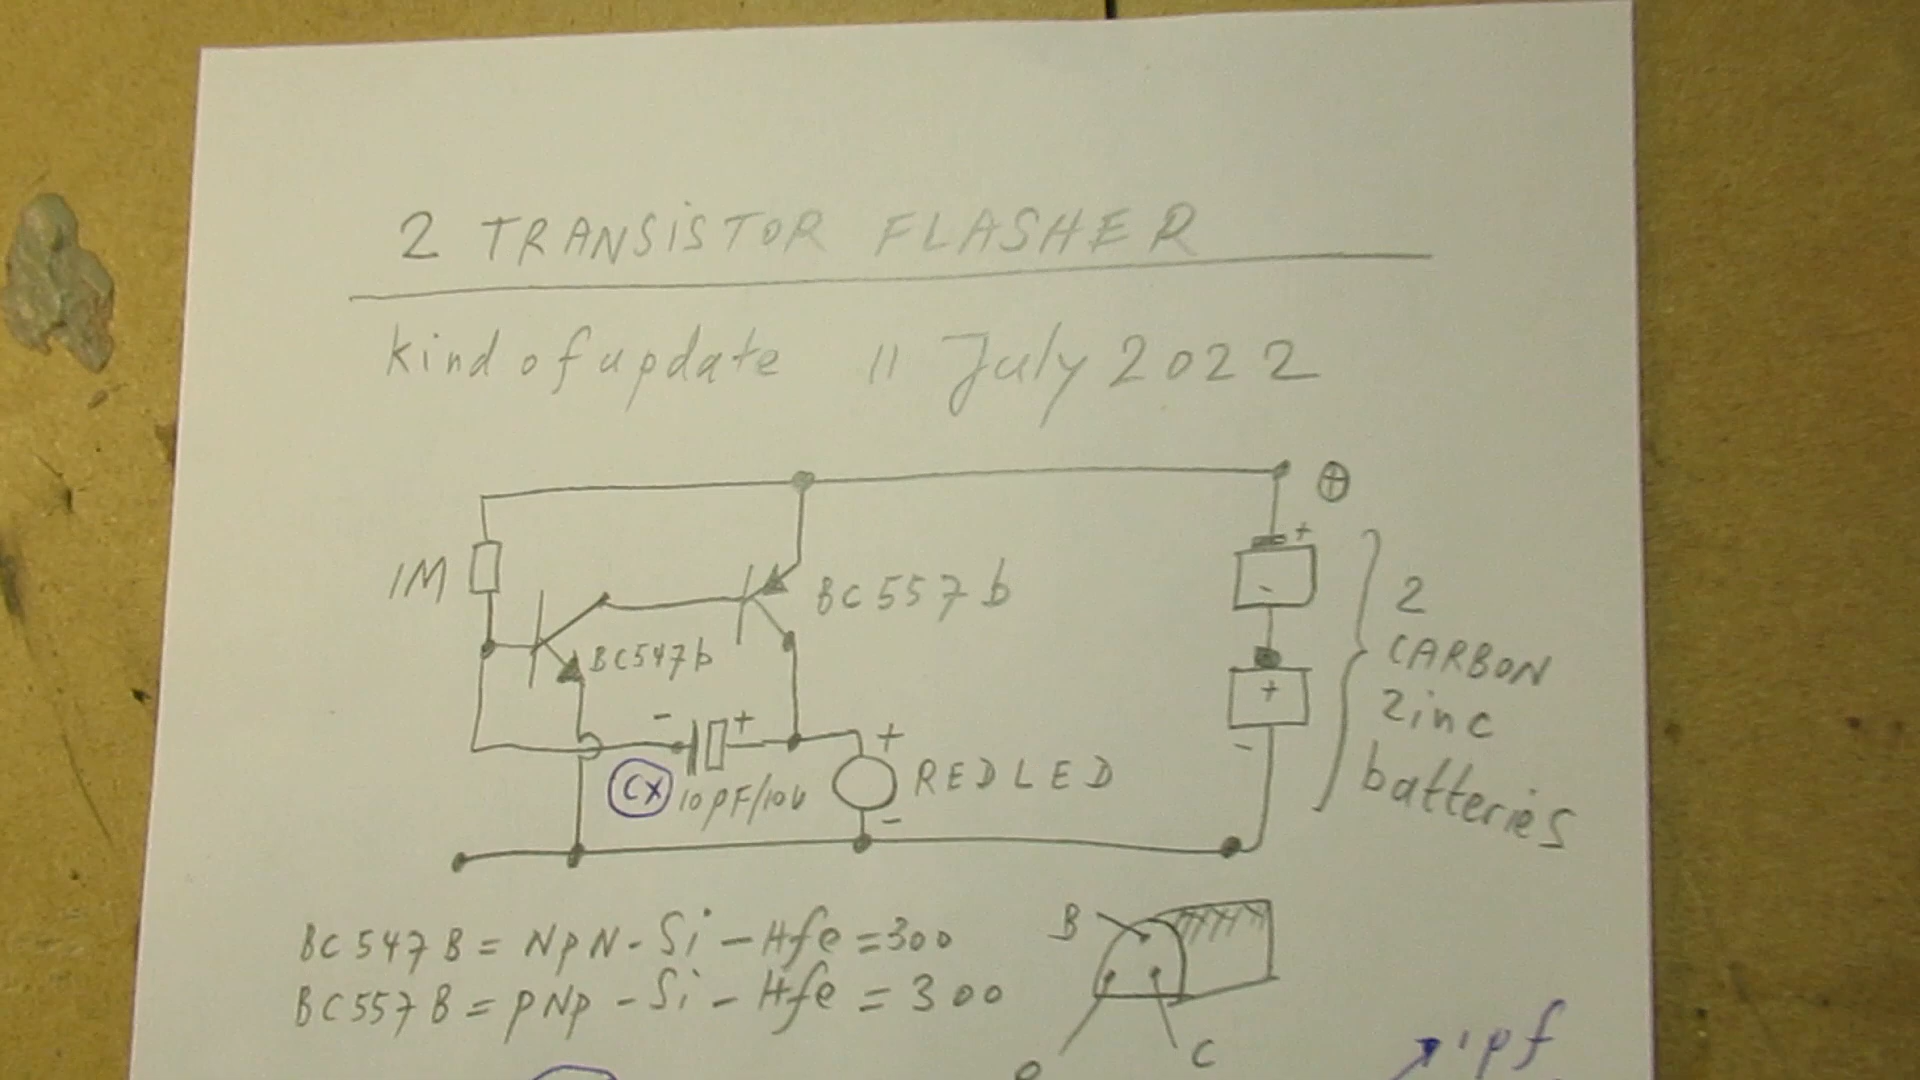 2 TRANSiSTOR FLASHER
kind of update 11 July 2022
⊕
1M
+
BC557b
-
2
CARBON
Zinc
batteries
BC547b
+
-
- +
+
CX 10pF/10V
RED LED
-
BC547B = NpN - Si - Hfe = 300
BC557B = pNp - Si - Hfe = 300
B
C
1pf